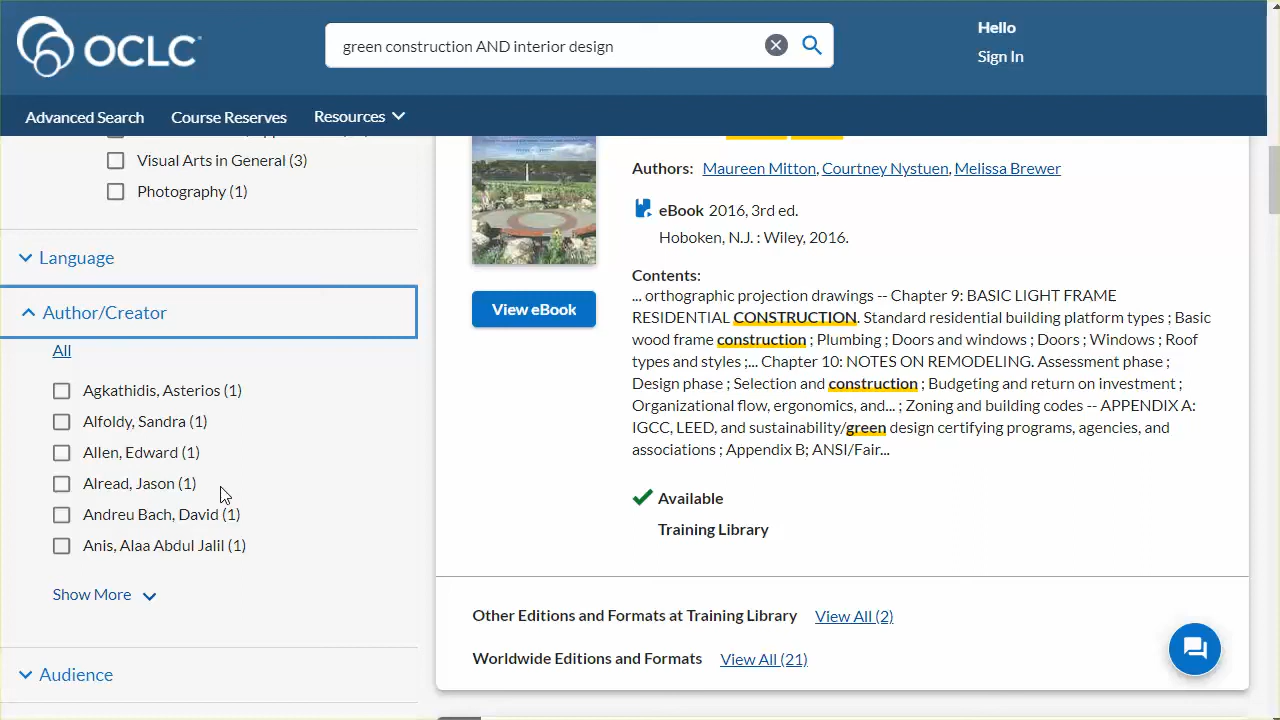 OCLC
green construction AND interior design
Hello
Sign In
Advanced Search
Course Reserves
Resources
Visual Arts in General (3)
Photography (1)
Language
Author/Creator
All
Agkathidis, Asterios (1)
Alfoldy, Sandra (1)
Allen, Edward (1)
Alread, Jason (1)
Andreu Bach, David (1)
Anis, Alaa Abdul Jalil (1)
Show More
Audience
Authors: Maureen Mitton, Courtney Nystuen, Melissa Brewer
eBook 2016, 3rd ed.
Hoboken, N.J. : Wiley, 2016.
View eBook
Contents:
... orthographic projection drawings -- Chapter 9: BASIC LIGHT FRAME
RESIDENTIAL CONSTRUCTION. Standard residential building platform types ; Basic
wood frame construction ; Plumbing ; Doors and windows ; Doors ; Windows ; Roof
types and styles ;... Chapter 10: NOTES ON REMODELING. Assessment phase ;
Design phase ; Selection and construction ; Budgeting and return on investment ;
Organizational flow, ergonomics, and... ; Zoning and building codes -- APPENDIX A:
IGCC, LEED, and sustainability/green design certifying programs, agencies, and
associations ; Appendix B; ANSI/Fair...
Available
Training Library
Other Editions and Formats at Training Library View All (2)
Worldwide Editions and Formats View All (21)